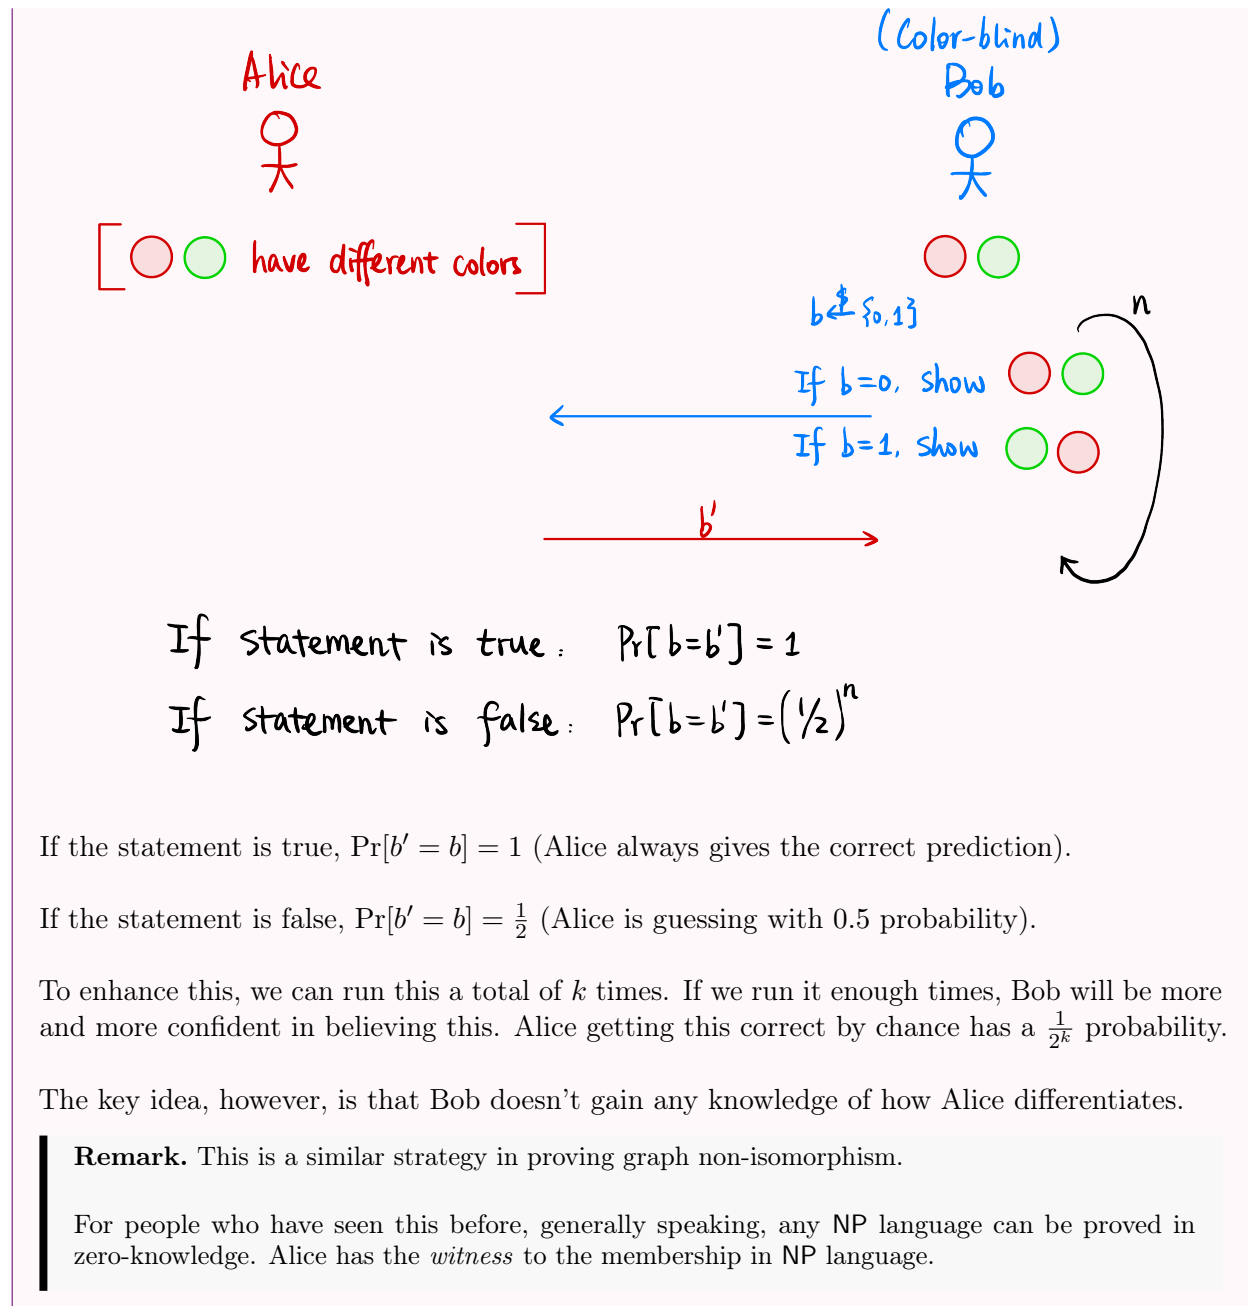 (Color-blind)
Alice
Bob
[ have different colors ]
b ←$ {0,1}
n
If b=0, show
If b=1, show
b′
If statement is true: Pr[b=b′] = 1
If statement is false: Pr[b=b′] = (1/2)^n
If the statement is true, Pr[b′ = b] = 1 (Alice always gives the correct prediction).
If the statement is false, Pr[b′ = b] = 1/2 (Alice is guessing with 0.5 probability).
To enhance this, we can run this a total of k times. If we run it enough times, Bob will be more
and more confident in believing this. Alice getting this correct by chance has a 1/2^k probability.
The key idea, however, is that Bob doesn't gain any knowledge of how Alice differentiates.
Remark. This is a similar strategy in proving graph non-isomorphism.
For people who have seen this before, generally speaking, any NP language can be proved in
zero-knowledge. Alice has the witness to the membership in NP language.